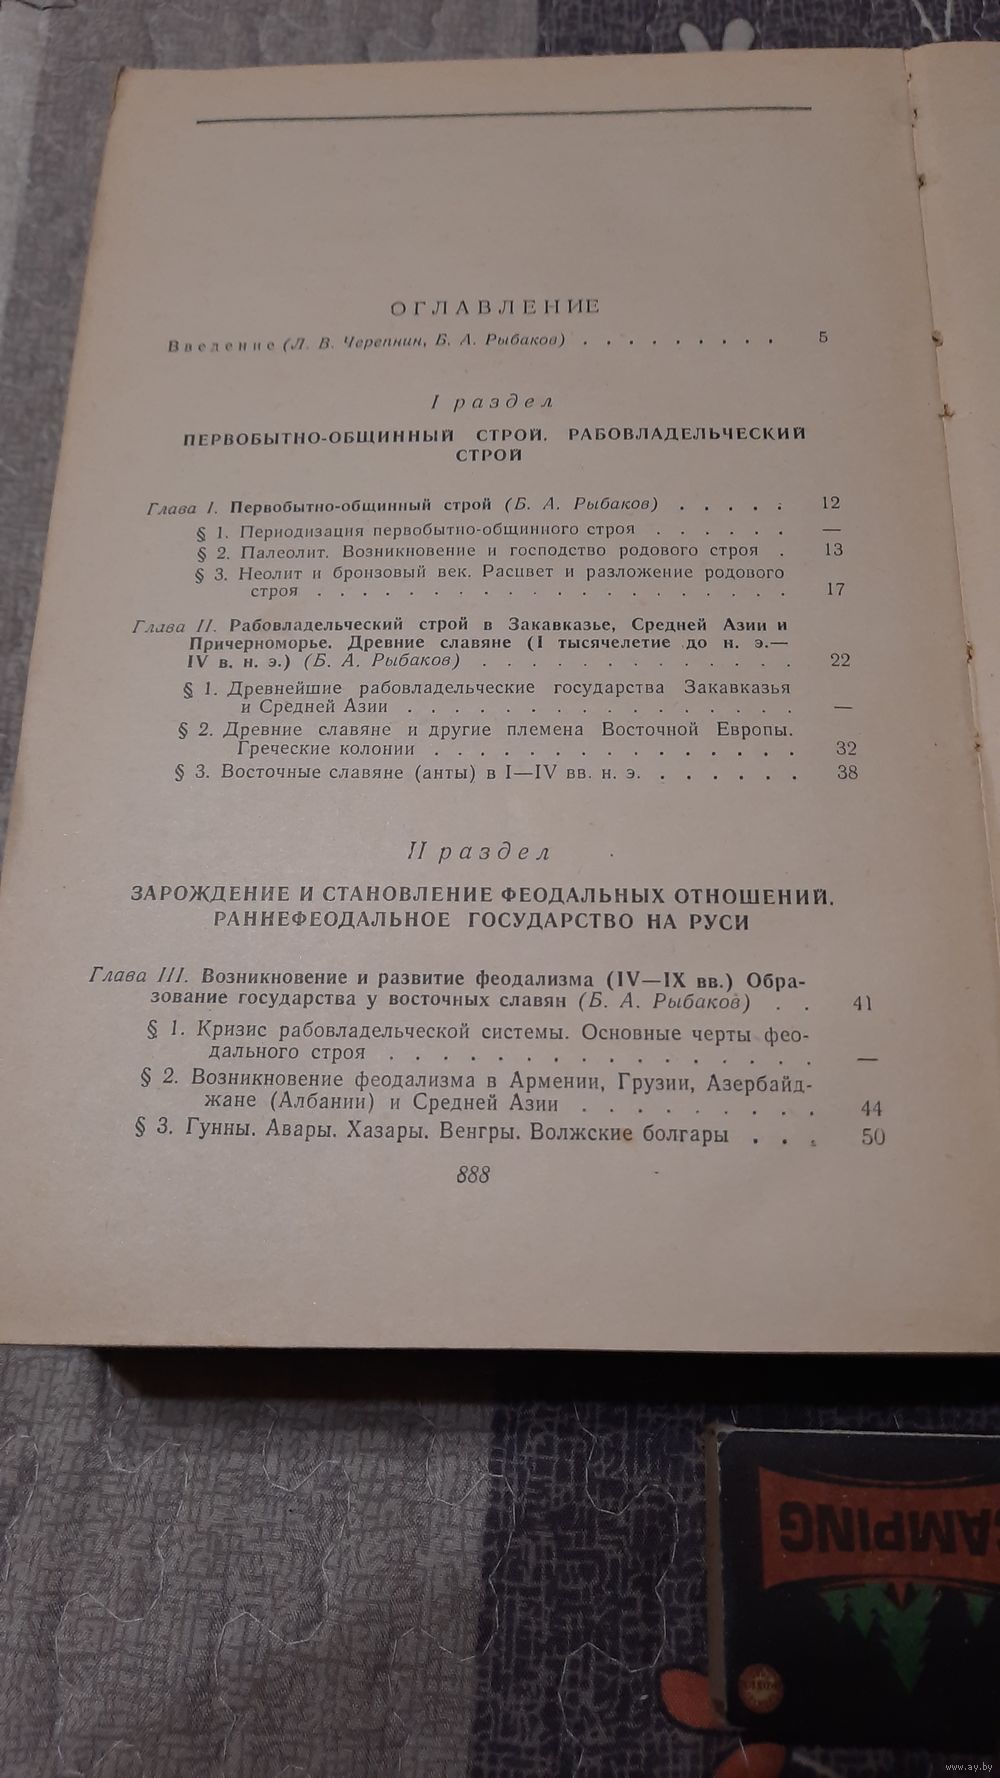 ОГЛАВЛЕНИЕ
Введение (Л. В. Черепнин, Б. А. Рыбаков) . . . . . . . . . 5
I раздел
ПЕРВОБЫТНО-ОБЩИННЫЙ СТРОЙ. РАБОВЛАДЕЛЬЧЕСКИЙ
СТРОЙ
Глава I. Первобытно-общинный строй (Б. А. Рыбаков) . . . . . 12
§ 1. Периодизация первобытно-общинного строя . . . . . . —
§ 2. Палеолит. Возникновение и господство родового строя . 13
§ 3. Неолит и бронзовый век. Расцвет и разложение родового
строя . . . . . . . . . . . . . . . . . . 17
Глава II. Рабовладельческий строй в Закавказье, Средней Азии и
Причерноморье. Древние славяне (I тысячелетие до н. э.—
IV в. н. э.) (Б. А. Рыбаков) . . . . . . . . . . . . . 22
§ 1. Древнейшие рабовладельческие государства Закавказья
и Средней Азии . . . . . . . . . . . . . . . —
§ 2. Древние славяне и другие племена Восточной Европы.
Греческие колонии . . . . . . . . . . . . . 32
§ 3. Восточные славяне (анты) в I—IV вв. н. э. . . . . . . 38
II раздел
ЗАРОЖДЕНИЕ И СТАНОВЛЕНИЕ ФЕОДАЛЬНЫХ ОТНОШЕНИЙ.
РАННЕФЕОДАЛЬНОЕ ГОСУДАРСТВО НА РУСИ
Глава III. Возникновение и развитие феодализма (IV—IX вв.) Обра-
зование государства у восточных славян (Б. А. Рыбаков) . . 41
§ 1. Кризис рабовладельческой системы. Основные черты фео-
дального строя . . . . . . . . . . . . . . . . —
§ 2. Возникновение феодализма в Армении, Грузии, Азербайд-
жане (Албании) и Средней Азии . . . . . . . . . 44
§ 3. Гунны. Авары. Хазары. Венгры. Волжские болгары . . . 50
888
CAMPING
www.ay.by